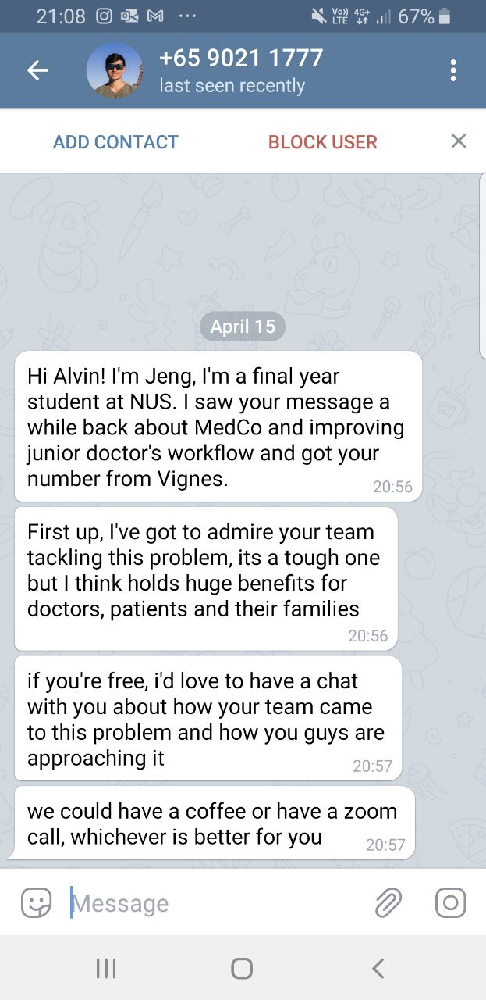 21:08 ... Vo)) LTE 4G+ 67%
+65 9021 1777
last seen recently
ADD CONTACT BLOCK USER
April 15
Hi Alvin! I'm Jeng, I'm a final year
student at NUS. I saw your message a
while back about MedCo and improving
junior doctor's workflow and got your
number from Vignes.
20:56
First up, I've got to admire your team
tackling this problem, its a tough one
but I think holds huge benefits for
doctors, patients and their families
20:56
if you're free, i'd love to have a chat
with you about how your team came
to this problem and how you guys are
approaching it
20:57
we could have a coffee or have a zoom
call, whichever is better for you
20:57
Message